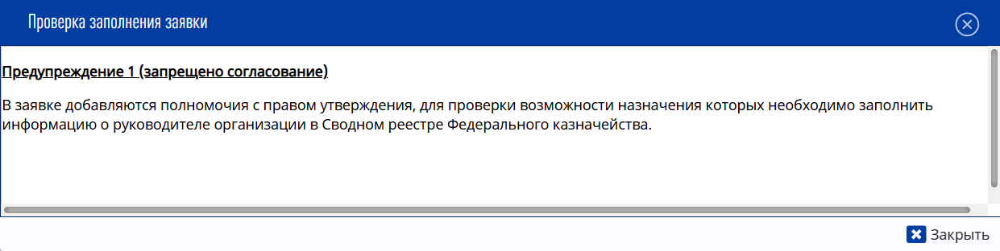 Проверка заполнения заявки
Предупреждение 1 (запрещено согласование)
В заявке добавляются полномочия с правом утверждения, для проверки возможности назначения которых необходимо заполнить
информацию о руководителе организации в Сводном реестре Федерального казначейства.
Закрыть